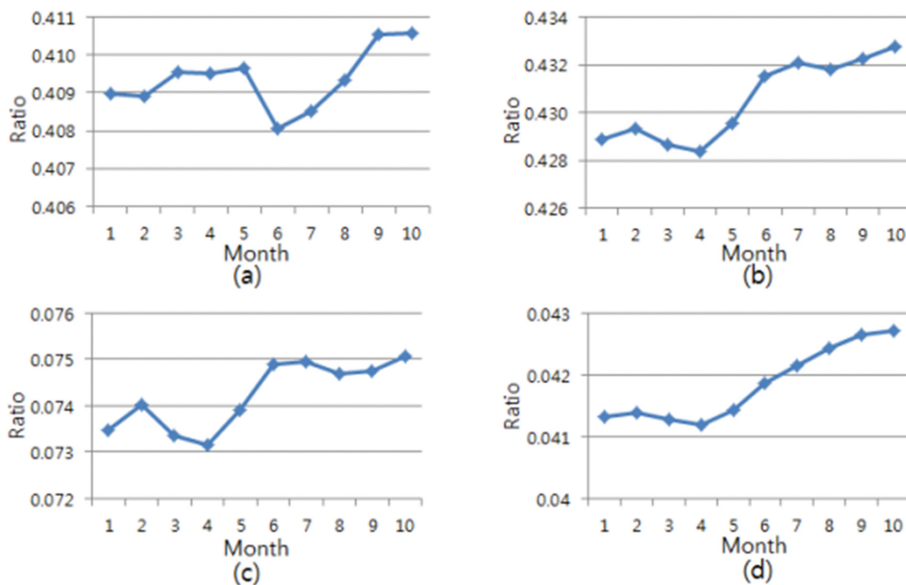 0.411
0.410
0.409
0.408
0.407
0.406
Ratio
1 2 3 4 5 6 7 8 9 10
Month
(a)
0.434
0.432
0.430
0.428
0.426
Ratio
1 2 3 4 5 6 7 8 9 10
Month
(b)
0.076
0.075
0.074
0.073
0.072
Ratio
1 2 3 4 5 6 7 8 9 10
Month
(c)
0.043
0.042
0.041
0.04
Ratio
1 2 3 4 5 6 7 8 9 10
Month
(d)